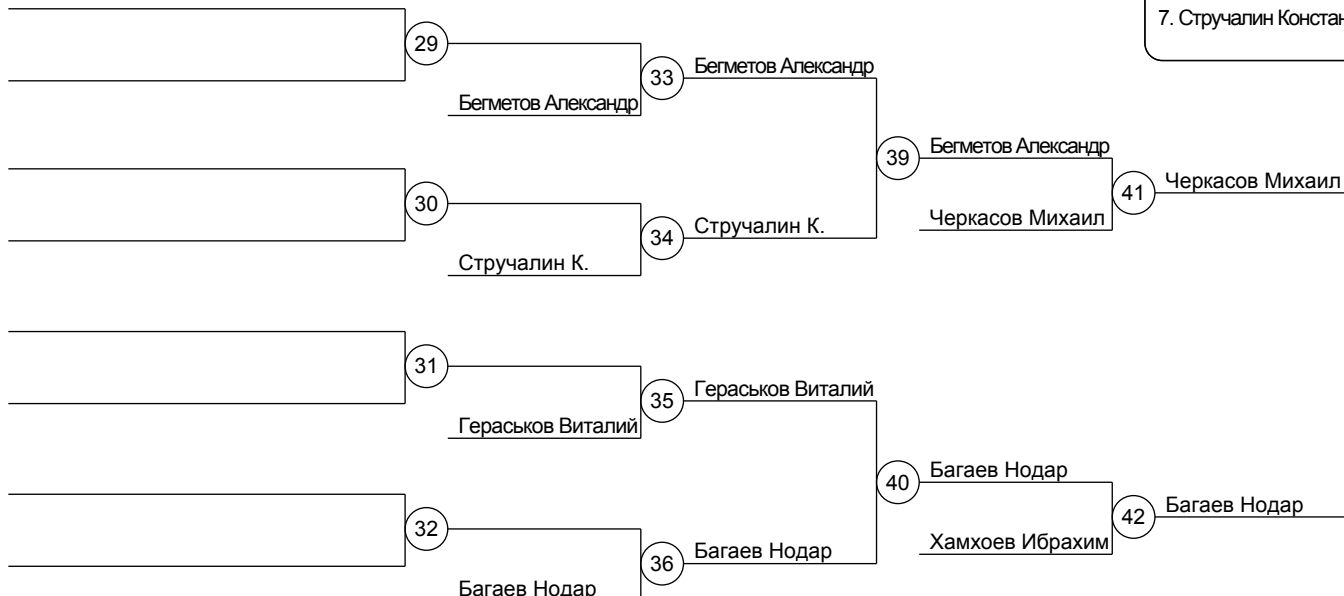 7. Стручалин
29
Бегметов Александр
33
Бегметов Александр
39
Бегметов Александр
41
Черкасов Михаил
Черкасов Михаил
30
Стручалин К.
34
Стручалин К.
31
Гераськов Виталий
35
Гераськов Виталий
40
Багаев Нодар
42
Багаев Нодар
Хамхоев Ибрахим
32
Багаев Нодар
36
Багаев Нодар